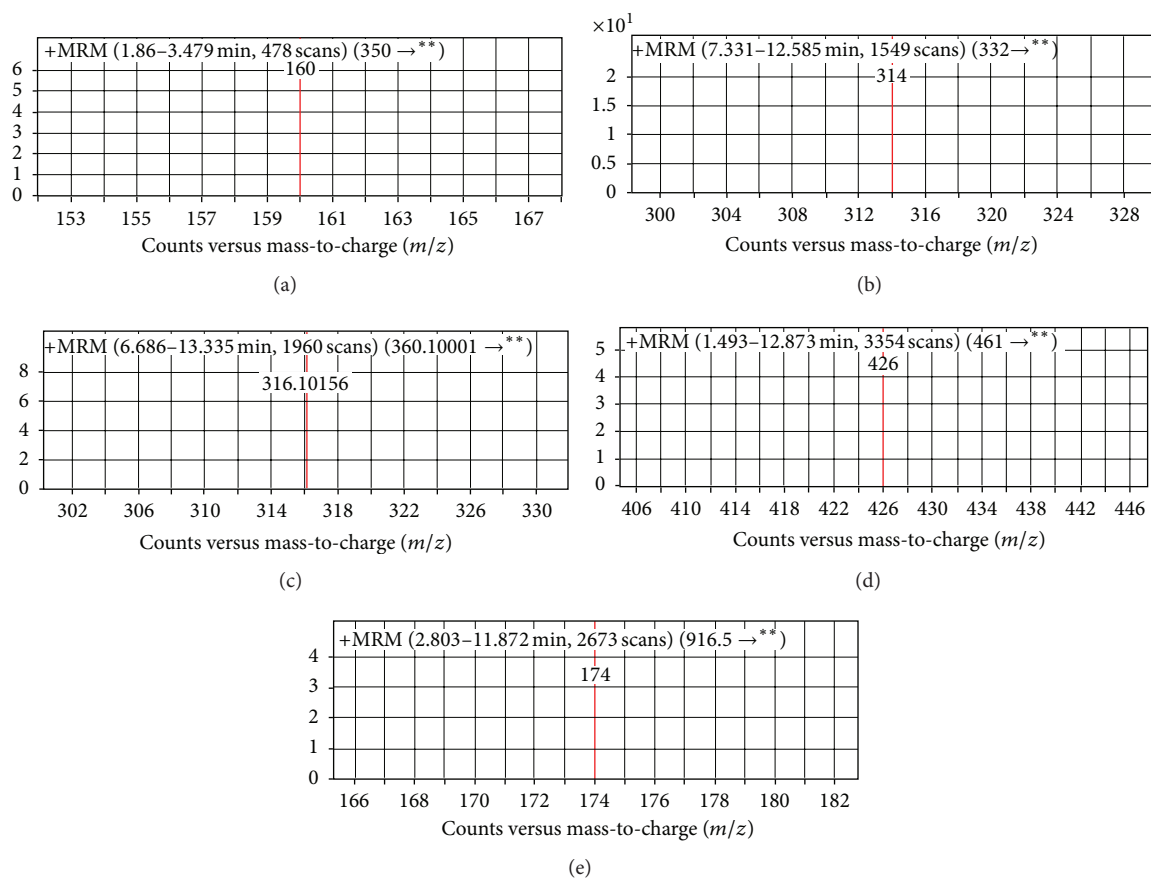 +MRM (1.86–3.479 min, 478 scans) (350 →**)
160
6
5
4
3
2
1
0
153 155 157 159 161 163 165 167
Counts versus mass-to-charge (m/z)
(a)
×10¹
+MRM (7.331–12.585 min, 1549 scans) (332→**)
314
2
1.5
1
0.5
0
300 304 308 312 316 320 324 328
Counts versus mass-to-charge (m/z)
(b)
+MRM (6.686–13.335 min, 1960 scans) (360.10001 →**)
316.10156
8
6
4
2
0
302 306 310 314 318 322 326 330
Counts versus mass-to-charge (m/z)
(c)
+MRM (1.493–12.873 min, 3354 scans) (461 →**)
426
5
4
3
2
1
0
406 410 414 418 422 426 430 434 438 442 446
Counts versus mass-to-charge (m/z)
(d)
+MRM (2.803–11.872 min, 2673 scans) (916.5 →**)
174
4
3
2
1
0
166 168 170 172 174 176 178 180 182
Counts versus mass-to-charge (m/z)
(e)